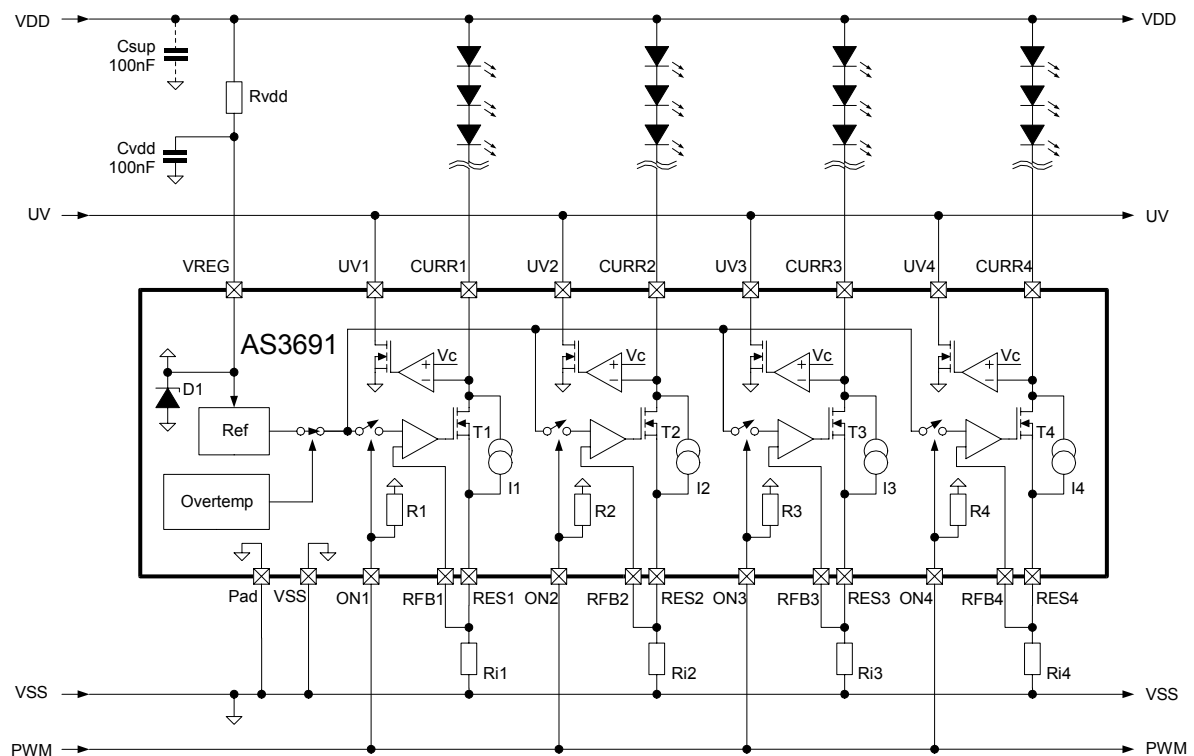 VDD
VDD
Csup
100nF
Rvdd
Cvdd
100nF
UV
UV
VREG
UV1
CURR1
UV2
CURR2
UV3
CURR3
UV4
CURR4
AS3691
Vc
Vc
Vc
Vc
+
−
+
−
+
−
+
−
D1
Ref
T1
T2
T3
T4
Overtemp
I1
I2
I3
I4
R1
R2
R3
R4
Pad
VSS
ON1
RFB1
RES1
ON2
RFB2
RES2
ON3
RFB3
RES3
ON4
RFB4
RES4
Ri1
Ri2
Ri3
Ri4
VSS
VSS
PWM
PWM